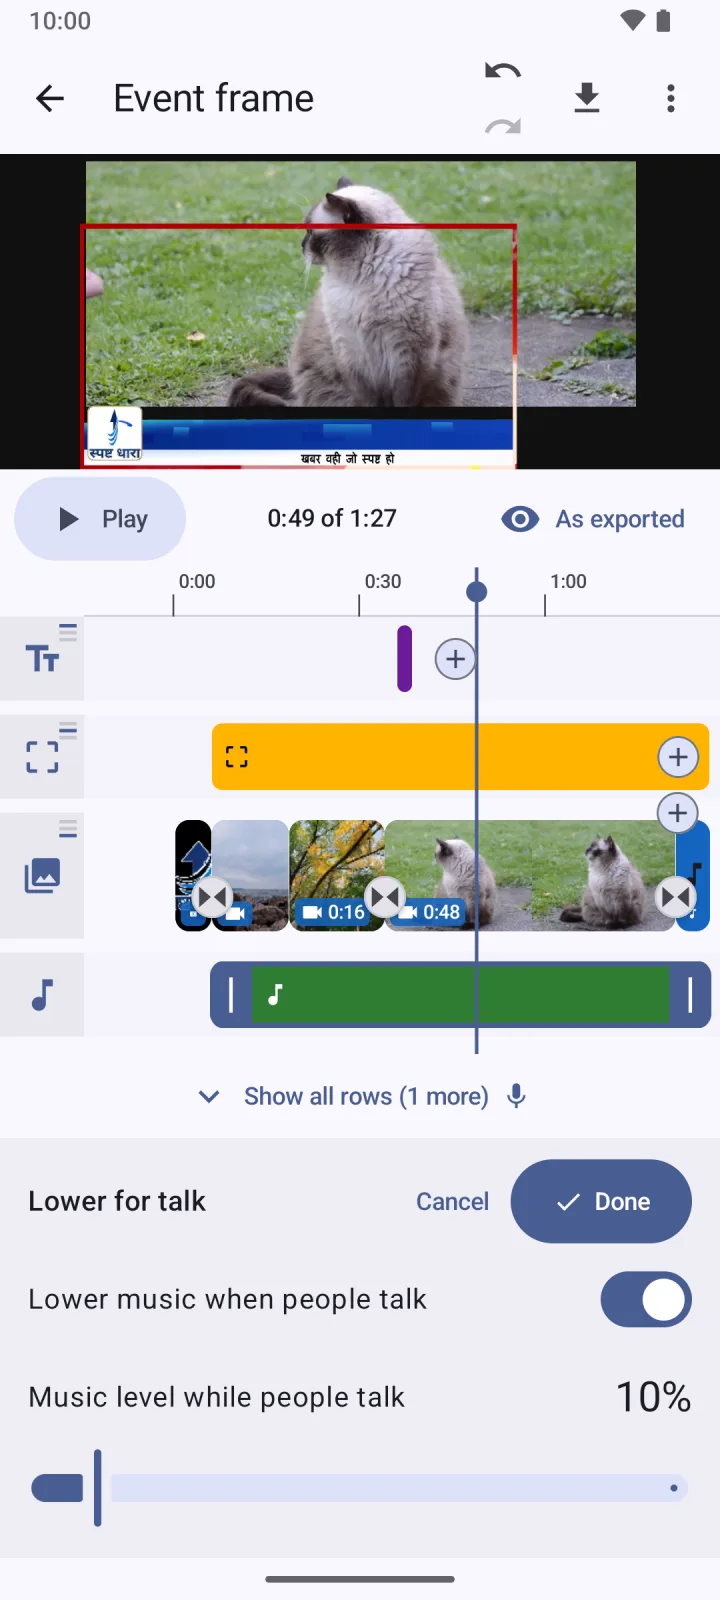 10:00
Event frame
स्पष्ट धारा
खबर वही जो स्पष्ट हो
Play
0:49 of 1:27
As exported
0:00
0:30
1:00
0:16
0:48
Show all rows (1 more)
Lower for talk
Cancel
Done
Lower music when people talk
Music level while people talk
10%